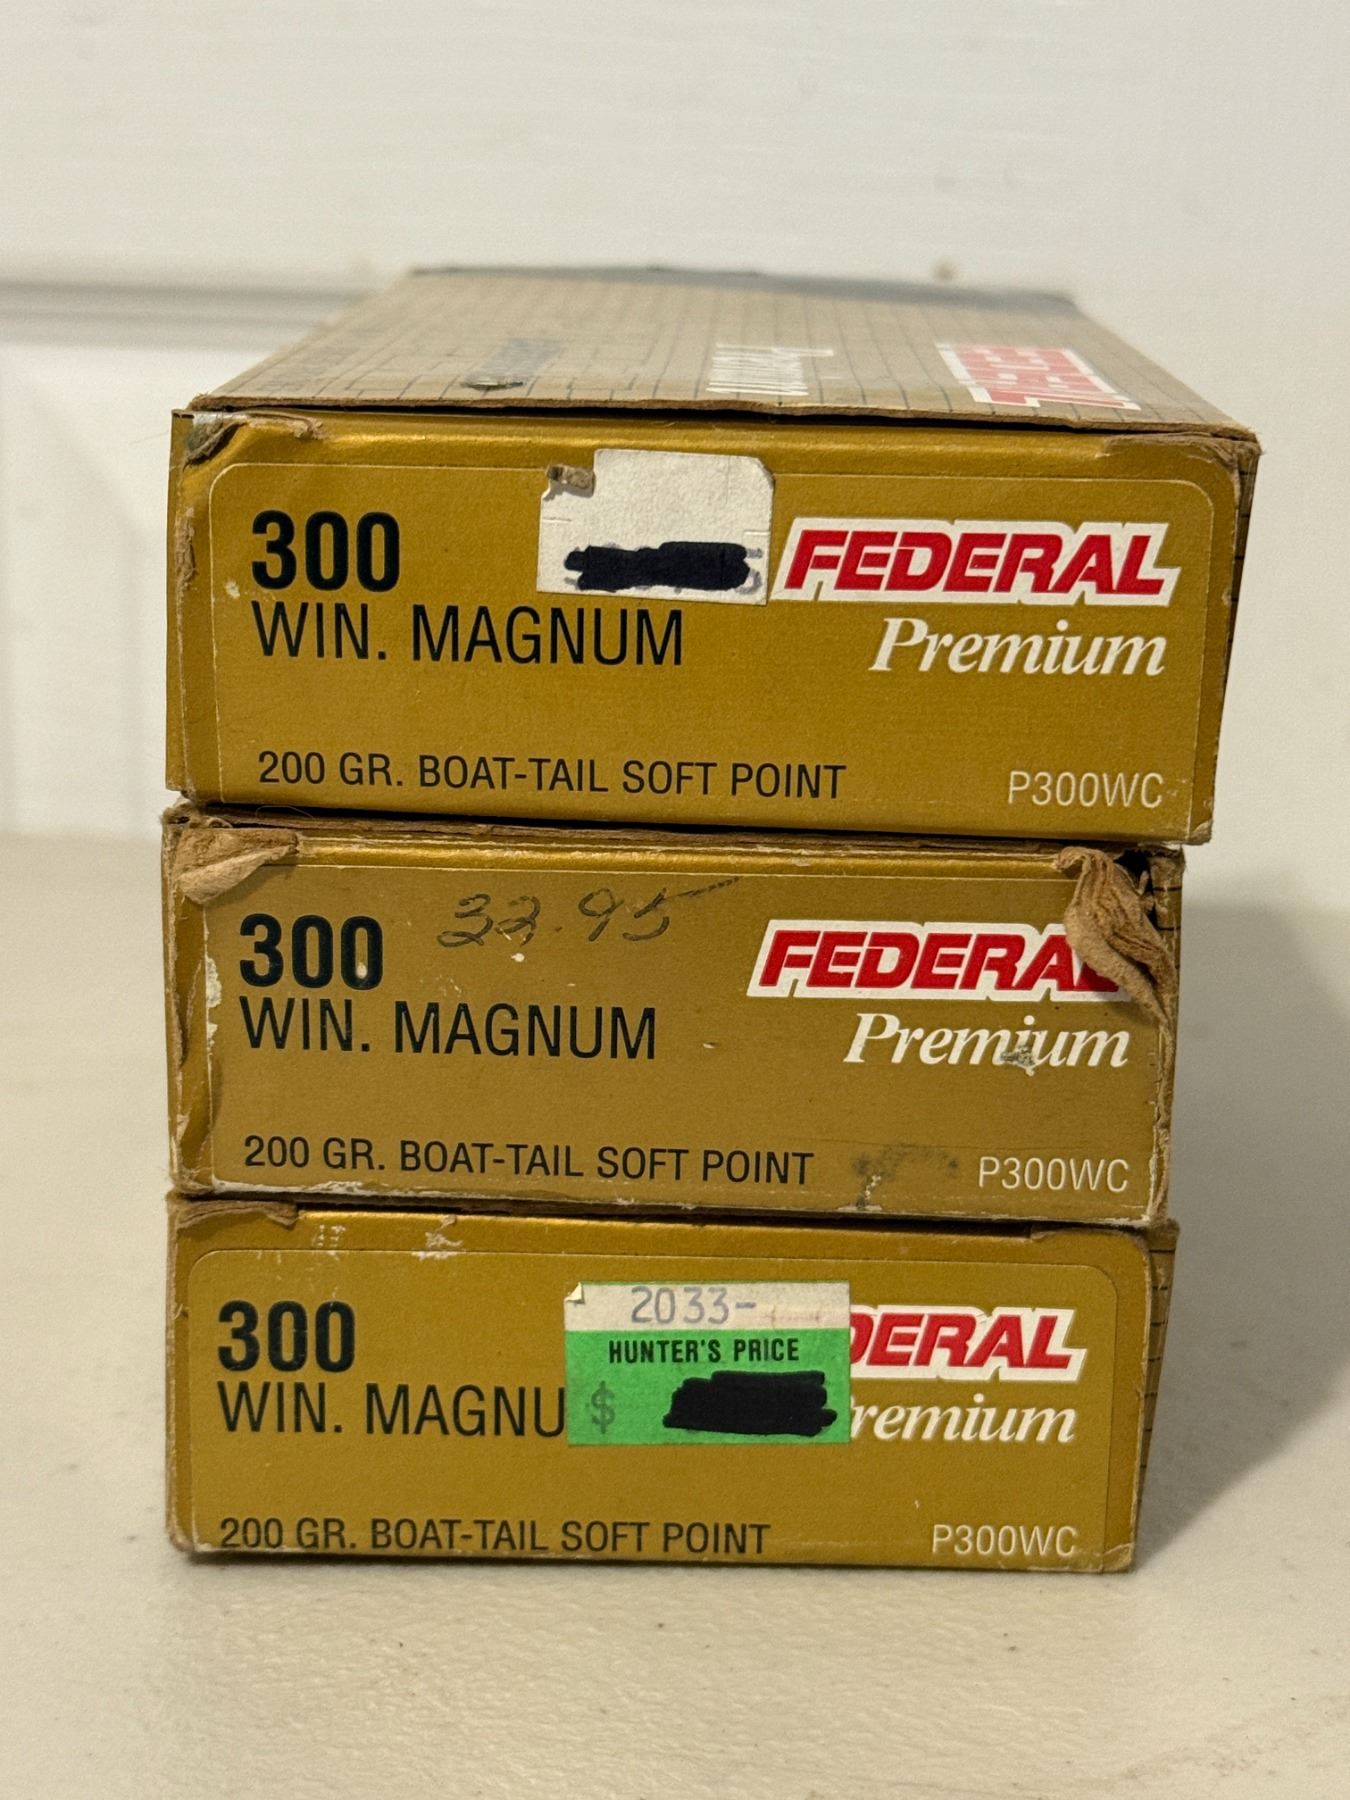 300
WIN. MAGNUM
FEDERAL
Premium
200 GR. BOAT-TAIL SOFT POINT
P300WC
32.95
300
WIN. MAGNUM
FEDERAL
Premium
200 GR. BOAT-TAIL SOFT POINT
P300WC
2033-
HUNTER'S PRICE
$
300
WIN. MAGNU
DERAL
remium
200 GR. BOAT-TAIL SOFT POINT
P300WC